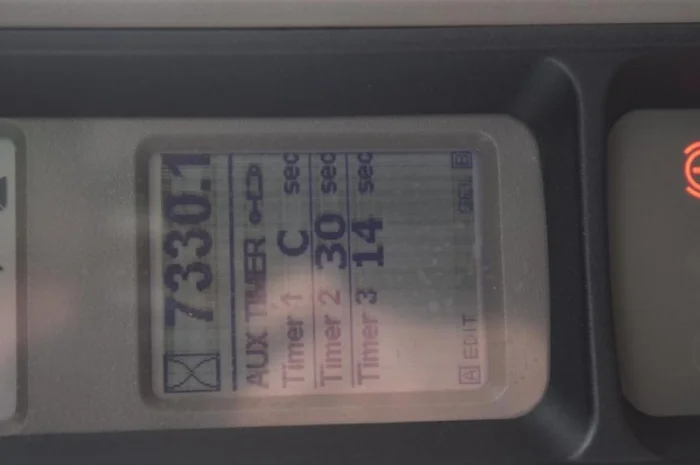 7330.1
AUX TIMER
Timer 1 C sec
Timer 2 30 sec
Timer 3 14 sec
A EDIT B